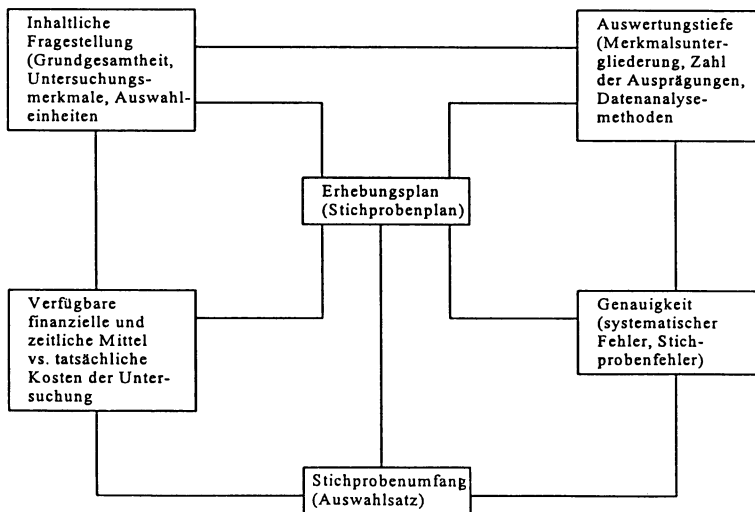 Inhaltliche
Fragestellung
(Grundgesamtheit,
Untersuchungs-
merkmale, Auswahl-
einheiten
Auswertungstiefe
(Merkmalsunter-
gliederung, Zahl
der Ausprägungen,
Datenanalyse-
methoden
Erhebungsplan
(Stichprobenplan)
Verfügbare
finanzielle und
zeitliche Mittel
vs. tatsächliche
Kosten der Unter-
suchung
Genauigkeit
(systematischer
Fehler, Stich-
probenfehler)
Stichprobenumfang
(Auswahlsatz)